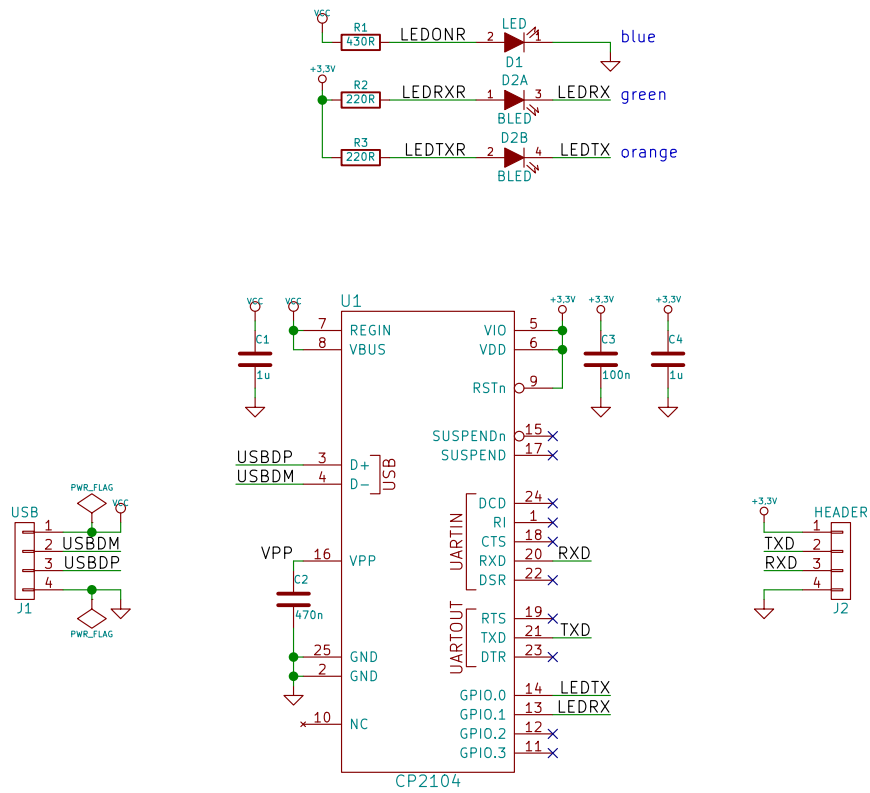 VCC
R1
430R
LEDONR
2
LED
1
D1
blue
+3,3V
R2
220R
LEDRXR
1
D2A
3
BLED
LEDRX
green
R3
220R
LEDTXR
2
D2B
4
BLED
LEDTX
orange
VCC
C1
1u
VCC
U1
7 REGIN
8 VBUS
VIO 5
VDD 6
RSTn 9
+3,3V
+3,3V
C3
100n
+3,3V
C4
1u
SUSPENDn 15
SUSPEND 17
USBDP 3 D+
USBDM 4 D-
USB
UARTIN
DCD 24
RI 1
CTS 18
RXD 20 RXD
DSR 22
VPP 16 VPP
C2
470n
UARTOUT
RTS 19
TXD 21 TXD
DTR 23
25 GND
2 GND
10 NC
GPIO.0 14 LEDTX
GPIO.1 13 LEDRX
GPIO.2 12
GPIO.3 11
CP2104
PWR_FLAG
VCC
USB
1
2 USBDM
3 USBDP
4
J1
PWR_FLAG
+3,3V
HEADER
1
TXD 2
RXD 3
4
J2